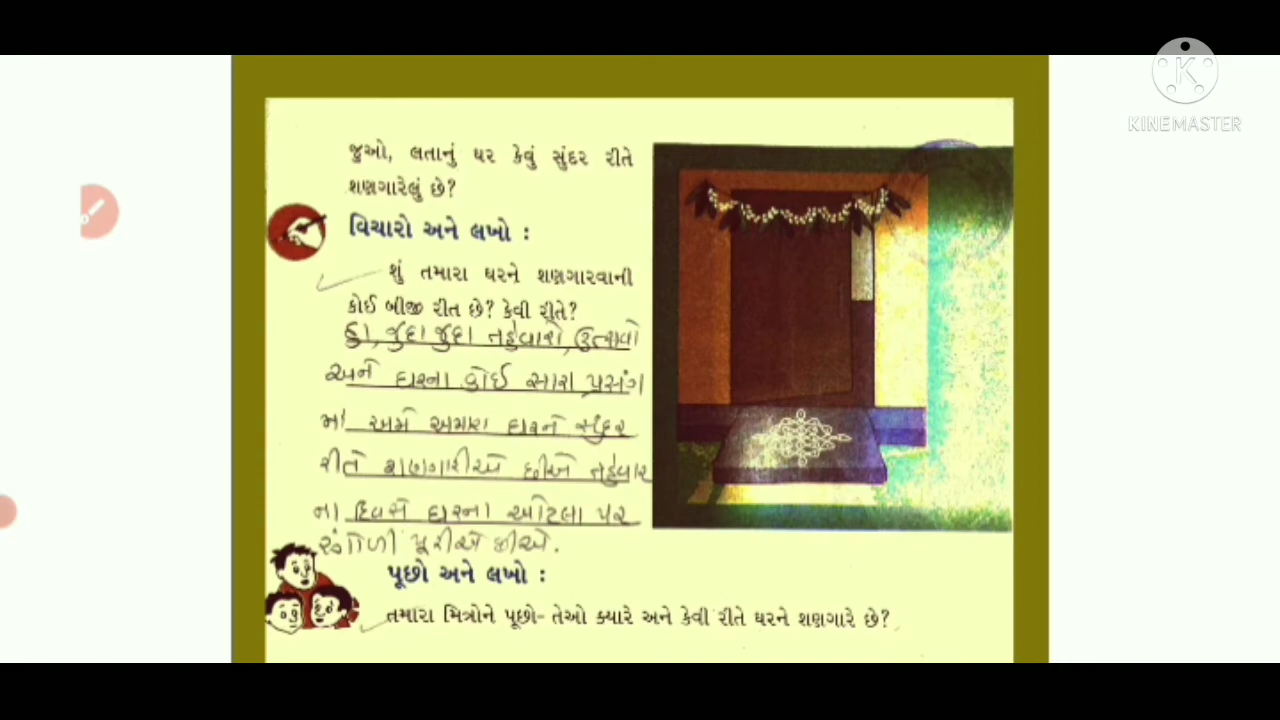 KINEMASTER
જુઓ, લતાનું ઘર કેવું સુંદર રીતે
શણગારેલું છે?
વિચારો અને લખો :
શું તમારા ઘરને શણગારવાની
કોઈ બીજી રીત છે? કેવી રીતે?
હા, જુદા જુદા તહેવારો, ઉત્સવો
અને ઘરના કોઈ સારા પ્રસંગ
માં અમે અમારા ઘરને સુંદર
રીતે શણગારીએ છીએ તહેવાર
ના દિવસે ઘરના ઓટલા પર
રંગોળી પૂરીએ છીએ.
પૂછો અને લખો :
તમારા મિત્રોને પૂછો- તેઓ ક્યારે અને કેવી રીતે ઘરને શણગારે છે?